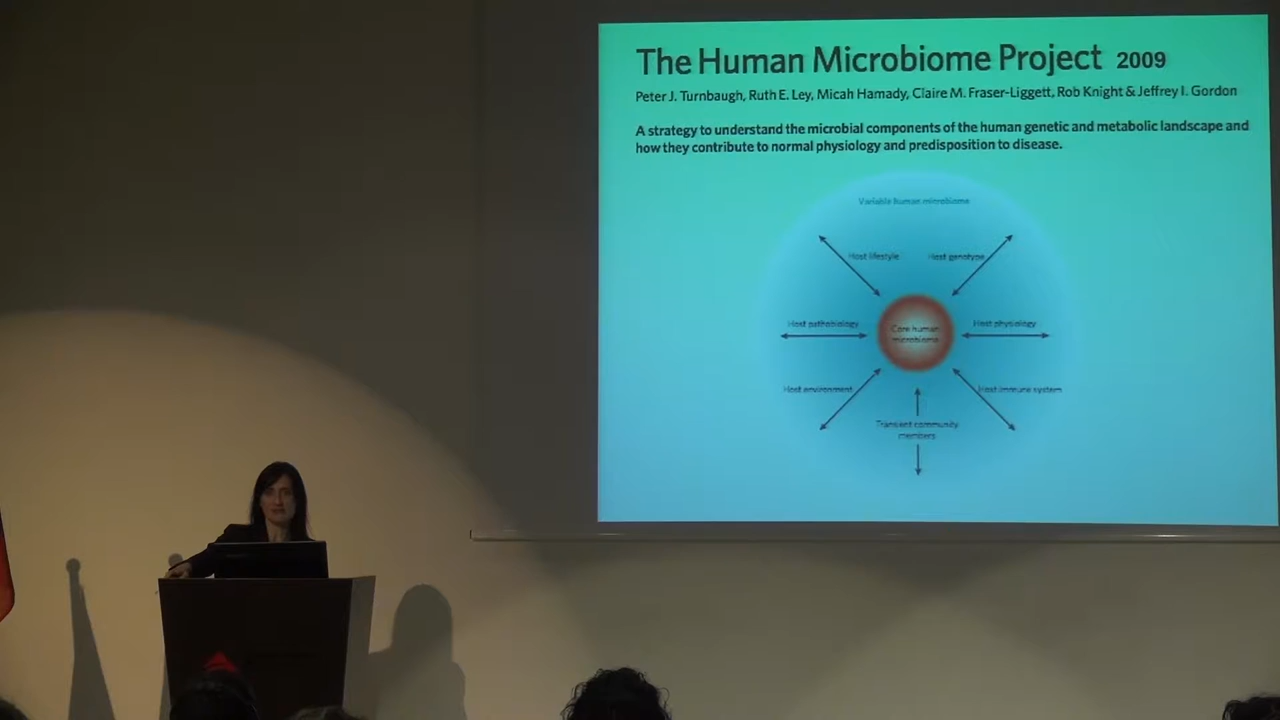 The Human Microbiome Project 2009
Peter J. Turnbaugh, Ruth E. Ley, Micah Hamady, Claire M. Fraser-Liggett, Rob Knight & Jeffrey I. Gordon
A strategy to understand the microbial components of the human genetic and metabolic landscape and
how they contribute to normal physiology and predisposition to disease.
Variable human microbiome
Host lifestyle
Host genotype
Host pathobiology
Core human
microbiome
Host physiology
Host environment
Host immune system
Transient community
members